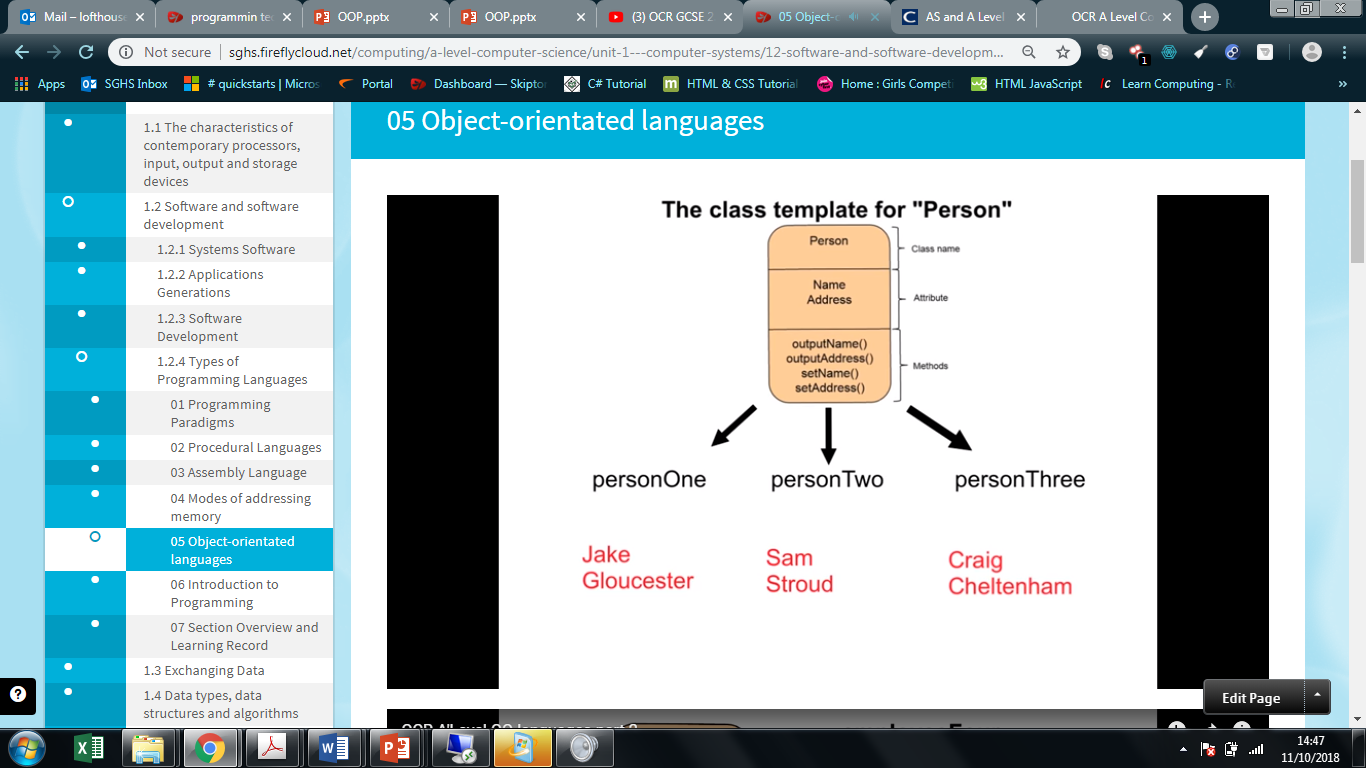 Mail – lofthouse
programmin te
OOP.pptx
OOP.pptx
(3) OCR GCSE 2
05 Object-
AS and A Level
OCR A Level Co
Not secure | sghs.fireflycloud.net/computing/a-level-computer-science/unit-1---computer-systems/12-software-and-software-developm...
1
Apps
SGHS Inbox
# quickstarts | Micros
Portal
Dashboard — Skipto
C# Tutorial
HTML & CSS Tutorial
Home : Girls Compet
HTML JavaScript
Learn Computing - R
»
1.1 The characteristics of
contemporary processors,
input, output and storage
devices
1.2 Software and software
development
1.2.1 Systems Software
1.2.2 Applications
Generations
1.2.3 Software
Development
1.2.4 Types of
Programming Languages
01 Programming
Paradigms
02 Procedural Languages
03 Assembly Language
04 Modes of addressing
memory
05 Object-orientated
languages
06 Introduction to
Programming
07 Section Overview and
Learning Record
1.3 Exchanging Data
1.4 Data types, data
structures and algorithms
05 Object-orientated languages
The class template for "Person"
Person
Class name
Name
Address
Attribute
outputName()
outputAddress()
setName()
setAddress()
Methods
personOne
personTwo
personThree
Jake
Gloucester
Sam
Stroud
Craig
Cheltenham
Edit Page
14:47
11/10/2018